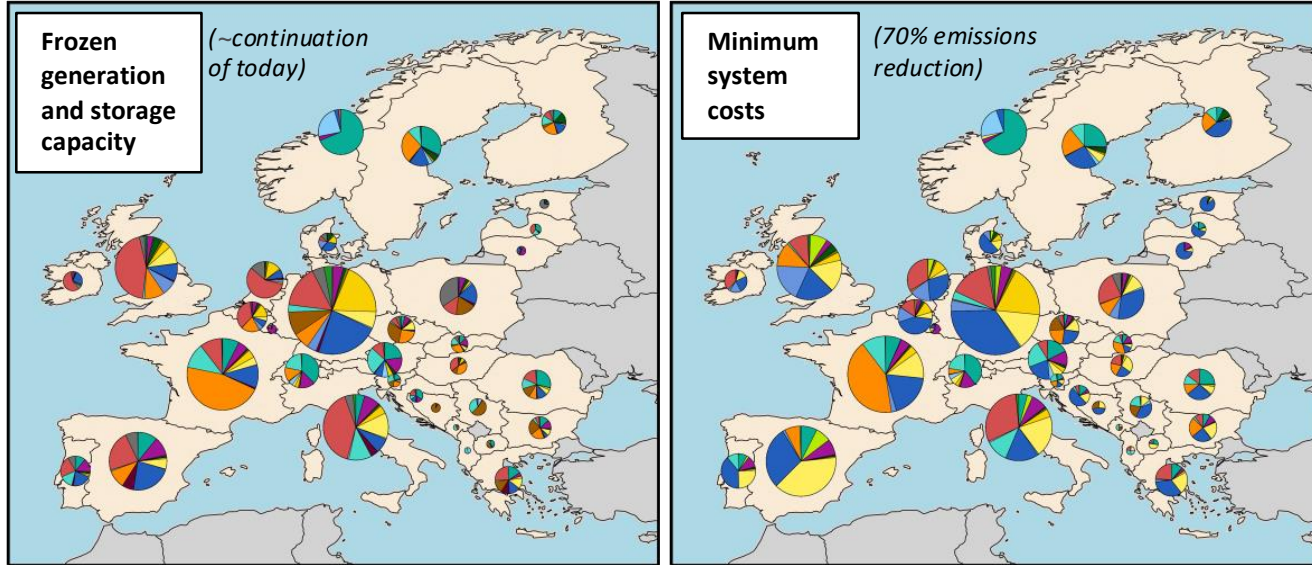 Frozen
generation
and storage
capacity
(~continuation
of today)
Minimum
system
costs
(70% emissions
reduction)